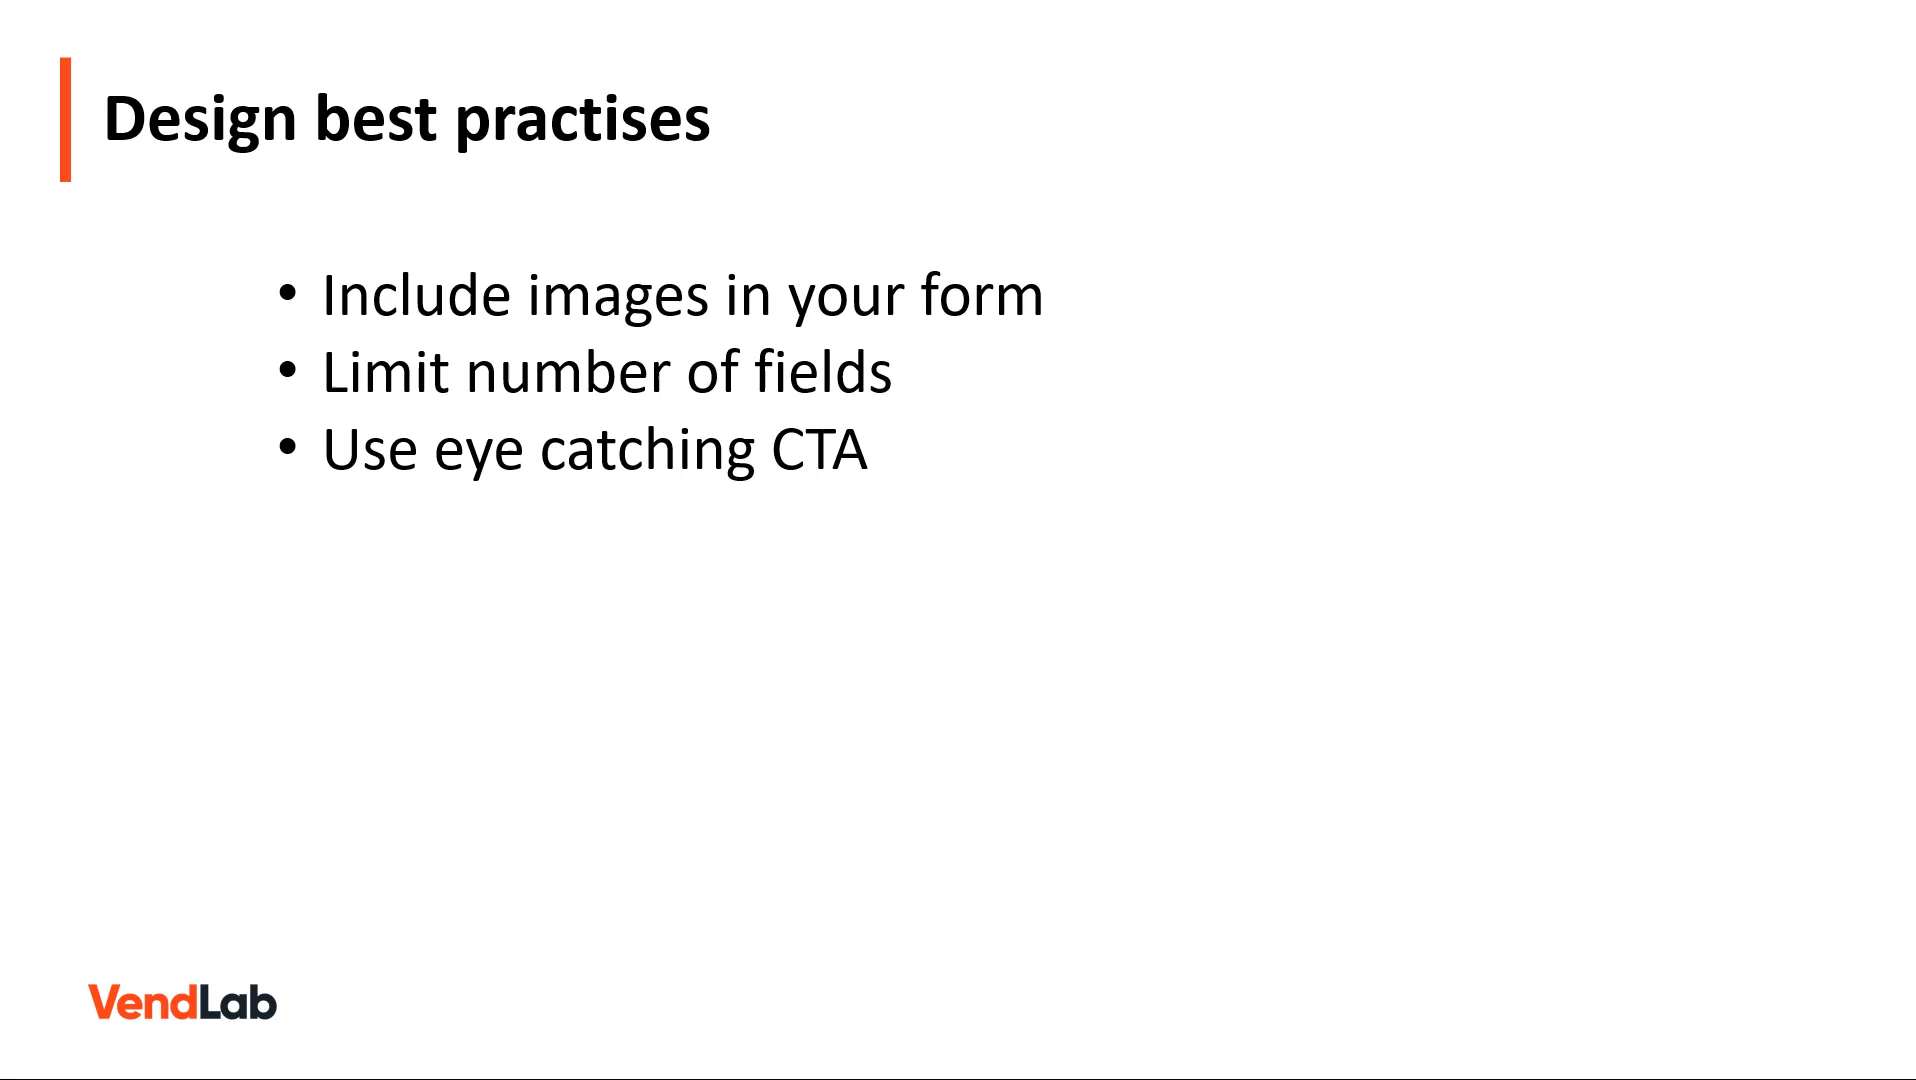 Design best practises
• Include images in your form
• Limit number of fields
• Use eye catching CTA
VendLab